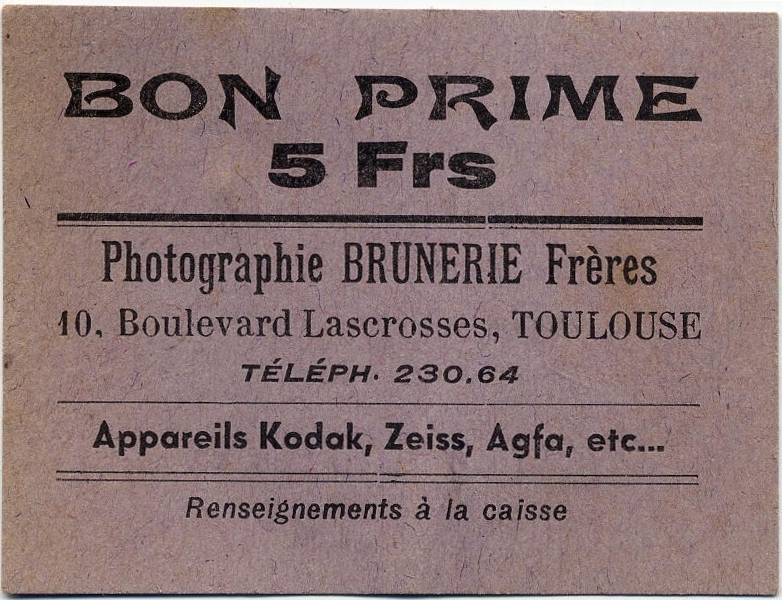 BON PRIME
5 Frs
Photographie BRUNERIE Frères
10, Boulevard Lascrosses, TOULOUSE
TÉLÉPH. 230.64
Appareils Kodak, Zeiss, Agfa, etc...
Renseignements à la caisse